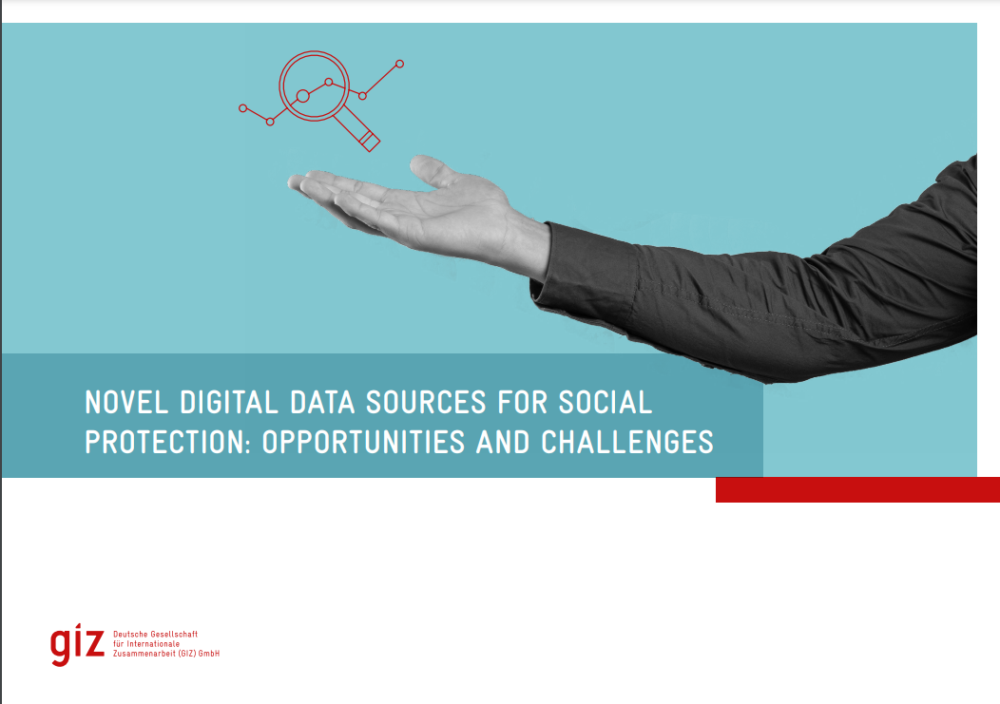 NOVEL DIGITAL DATA SOURCES FOR SOCIAL
PROTECTION: OPPORTUNITIES AND CHALLENGES
giz
Deutsche Gesellschaft
für Internationale
Zusammenarbeit (GIZ) GmbH